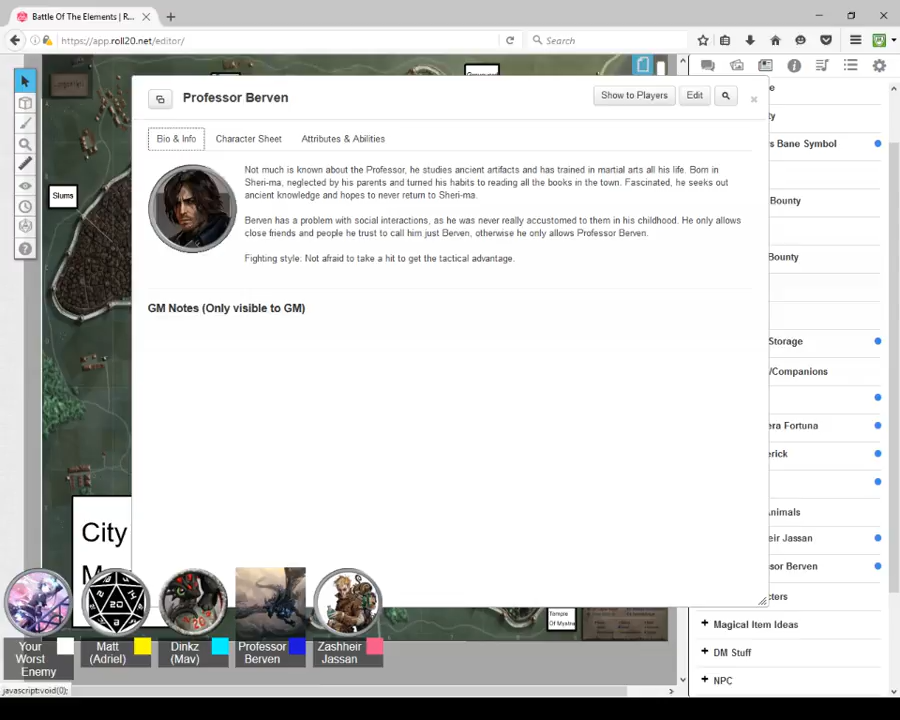 Battle Of The Elements | R...
https://app.roll20.net/editor/
Search
Professor Berven
Show to Players
Edit
Bio & Info
Character Sheet
Attributes & Abilities
Not much is known about the Professor, he studies ancient artifacts and has trained in martial arts all his life. Born in
Sheri-ma, neglected by his parents and turned his habits to reading all the books in the town. Fascinated, he seeks out
ancient knowledge and hopes to never return to Sheri-ma.
Berven has a problem with social interactions, as he was never really accustomed to them in his childhood. He only allows
close friends and people he trust to call him just Berven, otherwise he only allows Professor Berven.
Fighting style: Not afraid to take a hit to get the tactical advantage.
GM Notes (Only visible to GM)
Slums
City
s Bane Symbol
Bounty
Bounty
Storage
/Companions
era Fortuna
erick
Animals
eir Jassan
sor Berven
cters
Magical Item Ideas
DM Stuff
NPC
Temple
Of Mystra
20
Your
Worst
Enemy
Matt
(Adriel)
Dinkz
(Mav)
Professor
Berven
Zashheir
Jassan
javascript:void(0);